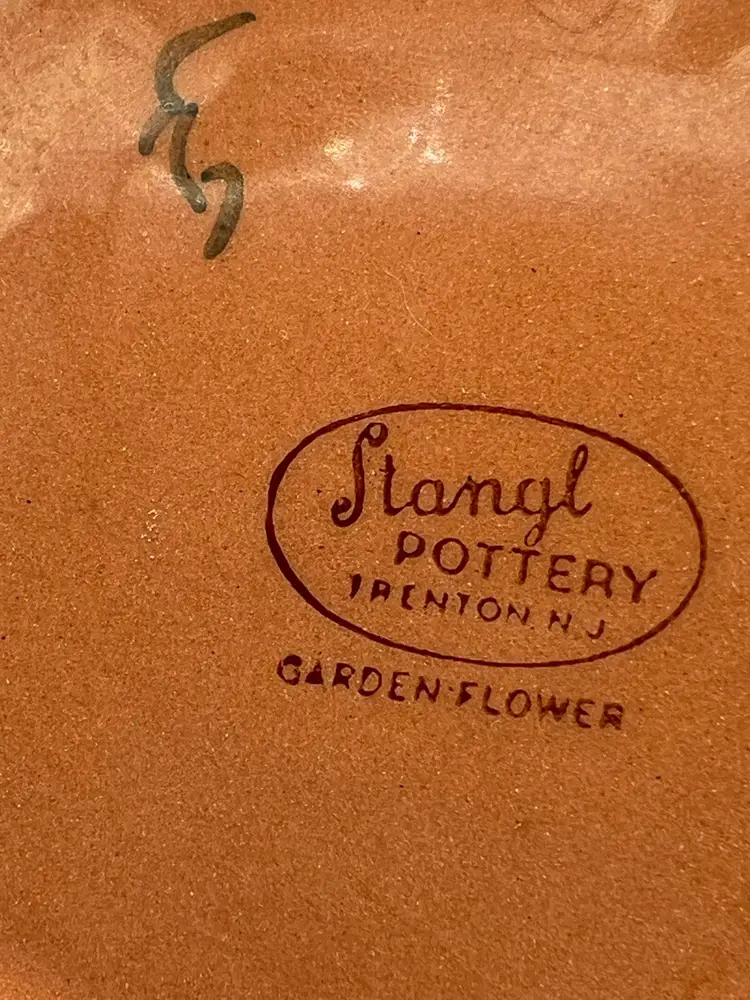 Stangl
POTTERY
TRENTON. N. J
GARDEN·FLOWER